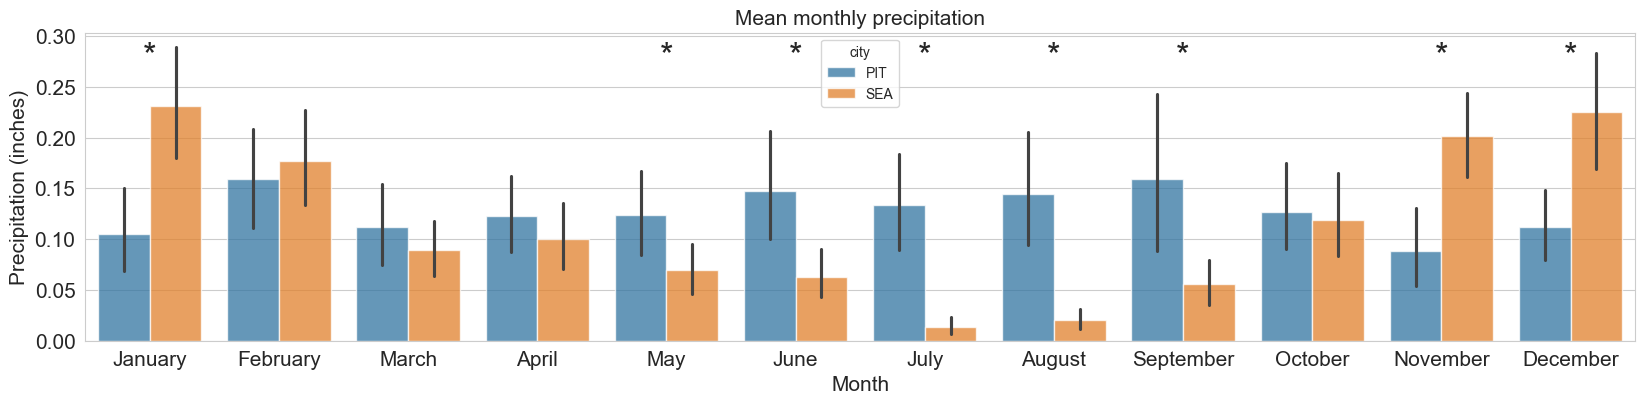 Mean monthly precipitation
Precipitation (inches)
0.30
0.25
0.20
0.15
0.10
0.05
0.00
* * * * * * * *
city
PIT
SEA
January February March April May June July August September October November December
Month